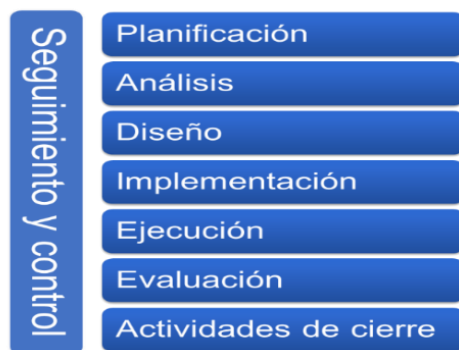 Seguimiento y control
Planificación
Análisis
Diseño
Implementación
Ejecución
Evaluación
Actividades de cierre